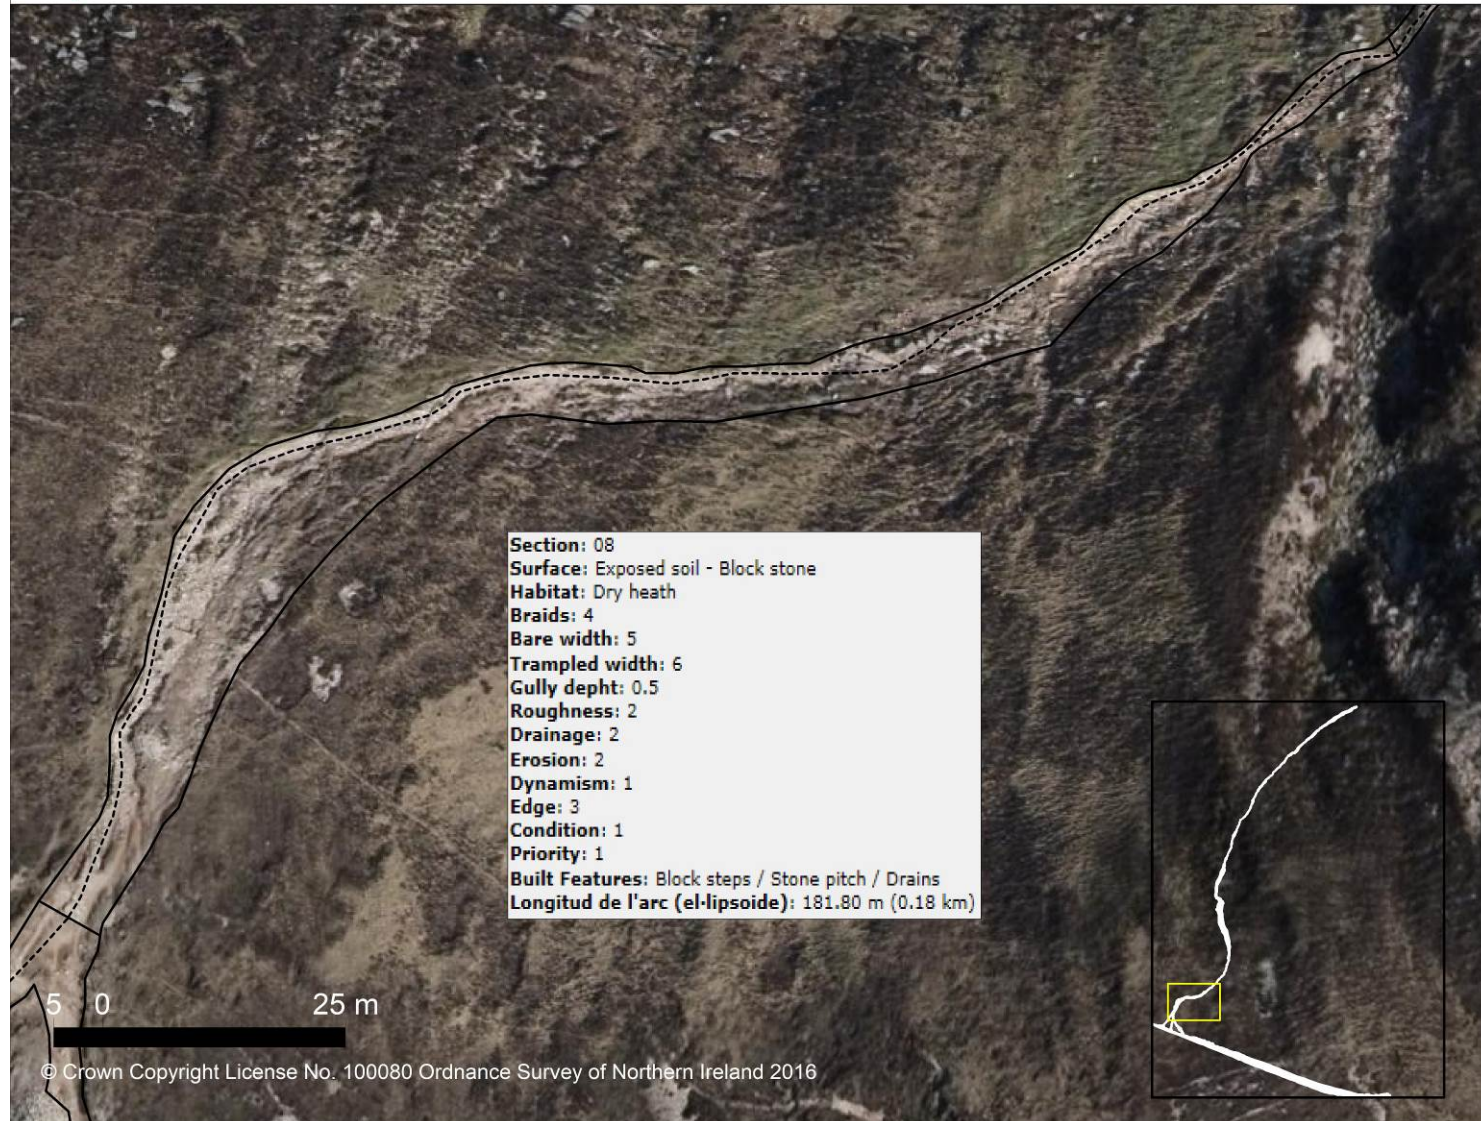 Section: 08
Surface: Exposed soil - Block stone
Habitat: Dry heath
Braids: 4
Bare width: 5
Trampled width: 6
Gully depht: 0.5
Roughness: 2
Drainage: 2
Erosion: 2
Dynamism: 1
Edge: 3
Condition: 1
Priority: 1
Built Features: Block steps / Stone pitch / Drains
Longitud de l'arc (el·lipsoide): 181.80 m (0.18 km)
5 0 25 m
© Crown Copyright License No. 100080 Ordnance Survey of Northern Ireland 2016